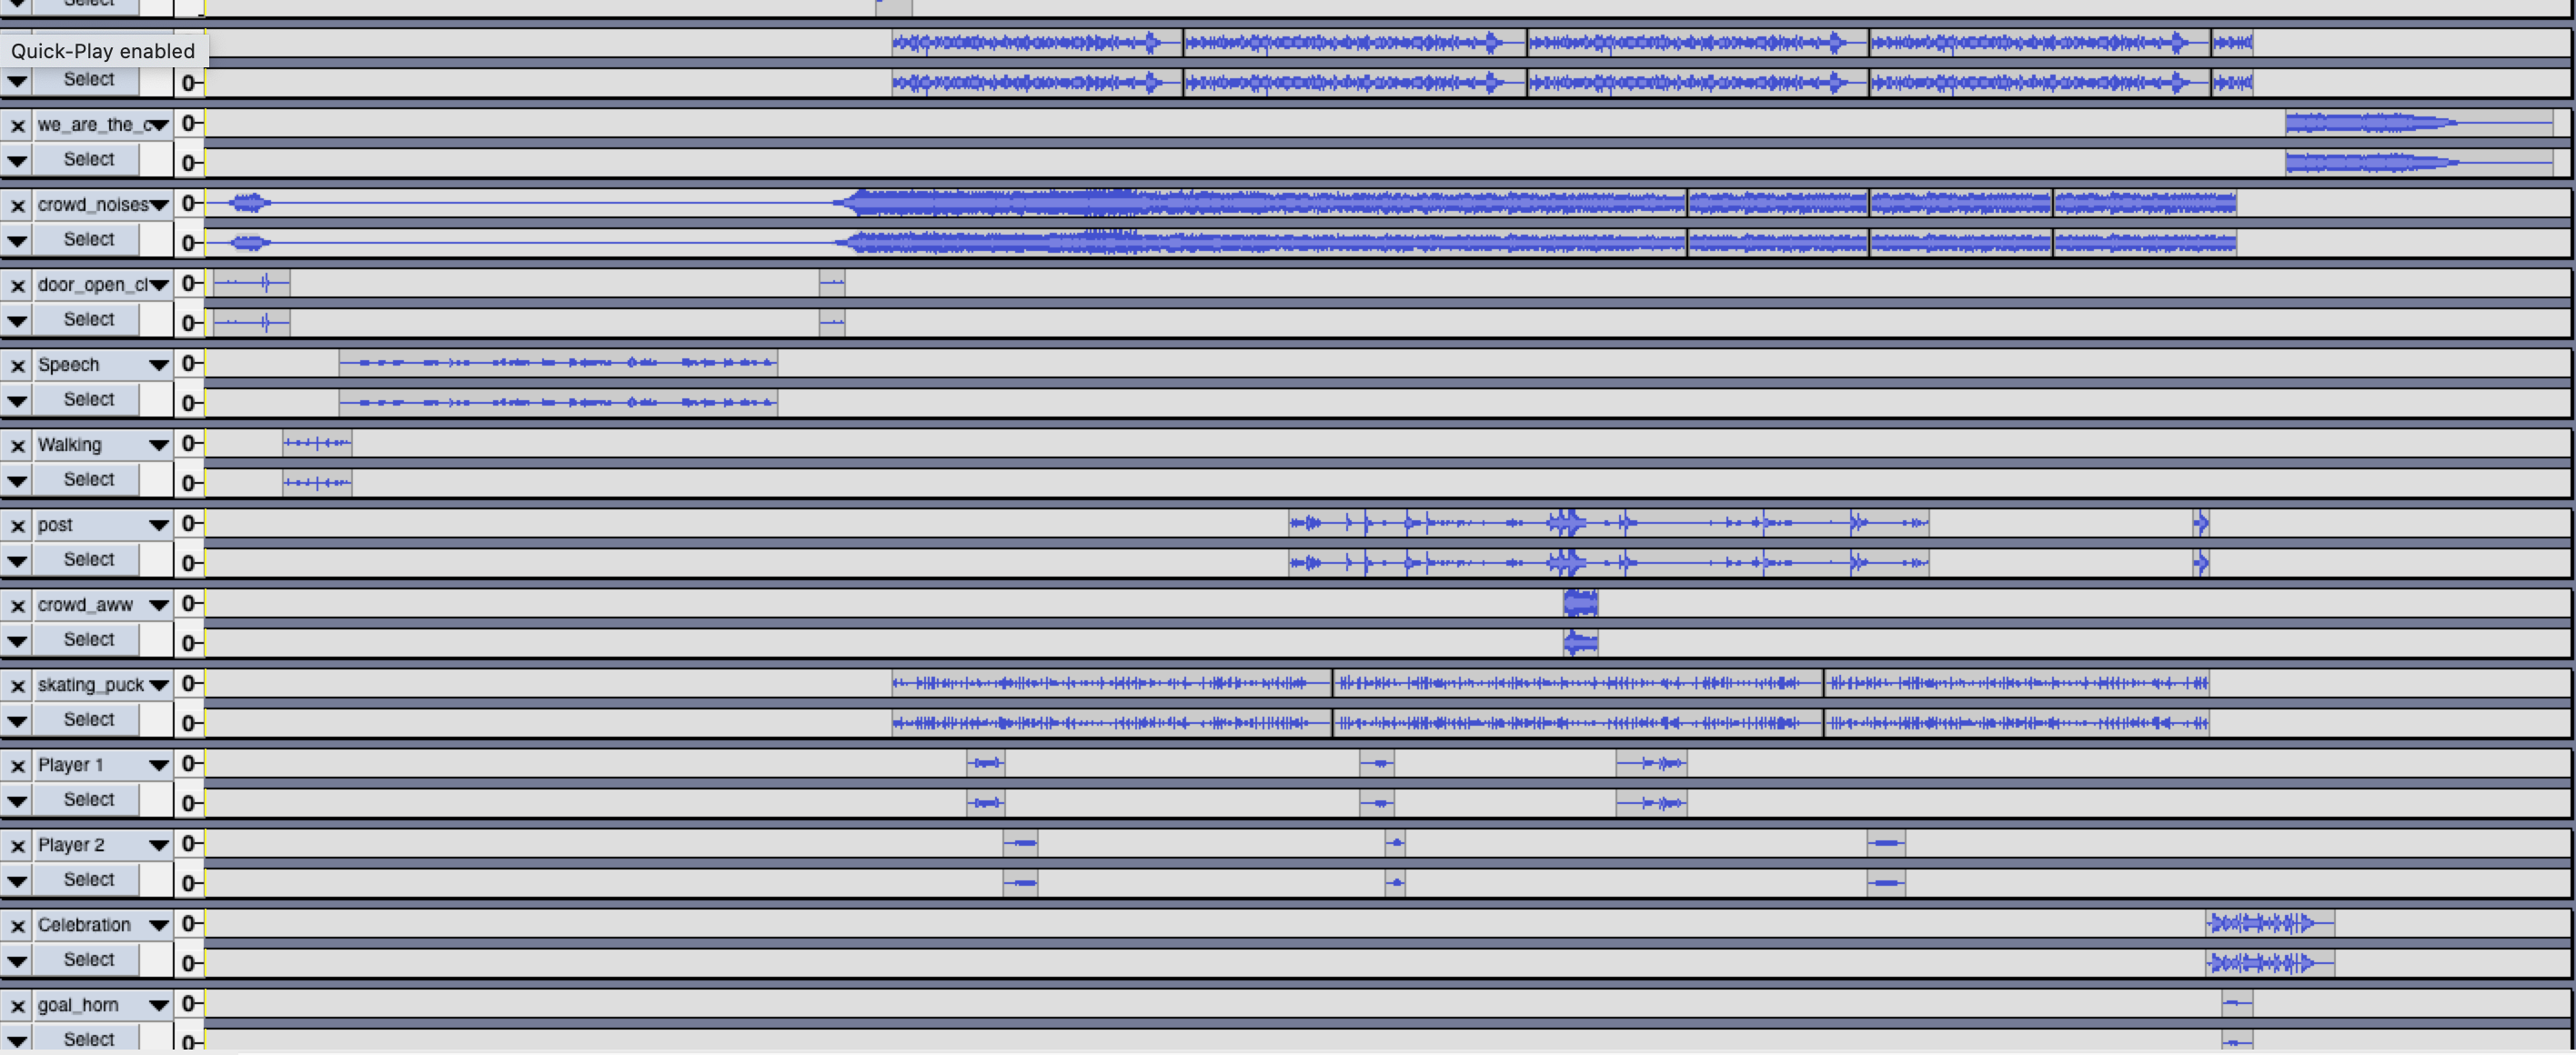 Select
Quick-Play enabled
Select 0-
we_are_the_c 0-
Select 0-
crowd_noises 0-
Select 0-
door_open_cl 0-
Select 0-
Speech 0-
Select 0-
Walking 0-
Select 0-
post 0-
Select 0-
crowd_aww 0-
Select 0-
skating_puck 0-
Select 0-
Player 1 0-
Select 0-
Player 2 0-
Select 0-
Celebration 0-
Select 0-
goal_horn 0-
Select 0-